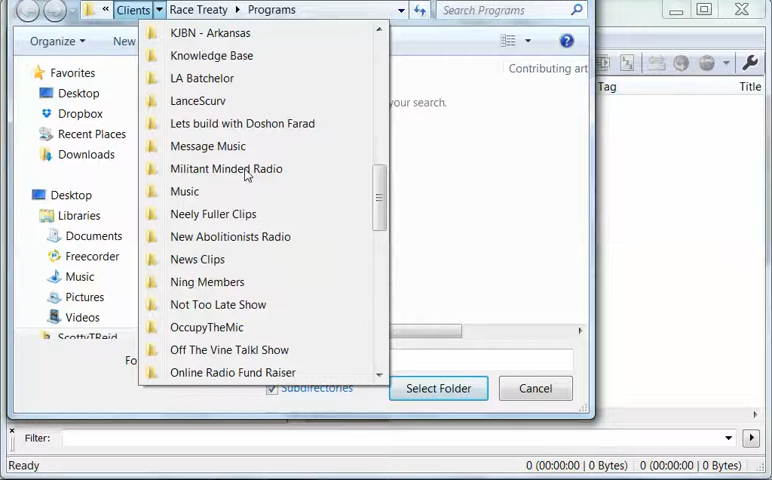 « Clients Race Treaty Programs Search Programs
Organize New
Contributing art
Tag Title
your search.
Favorites
Desktop
Dropbox
Recent Places
Downloads
Desktop
Libraries
Documents
Freecorder
Music
Pictures
Videos
ScottyTReid
KJBN - Arkansas
Knowledge Base
LA Batchelor
LanceScurv
Lets build with Doshon Farad
Message Music
Militant Minded Radio
Music
Neely Fuller Clips
New Abolitionists Radio
News Clips
Ning Members
Not Too Late Show
OccupyTheMic
Off The Vine Talkl Show
Online Radio Fund Raiser
Fo
Subdirectories Select Folder Cancel
Filter:
Ready 0 (00:00:00 | 0 Bytes) 0 (00:00:00 | 0 Bytes)